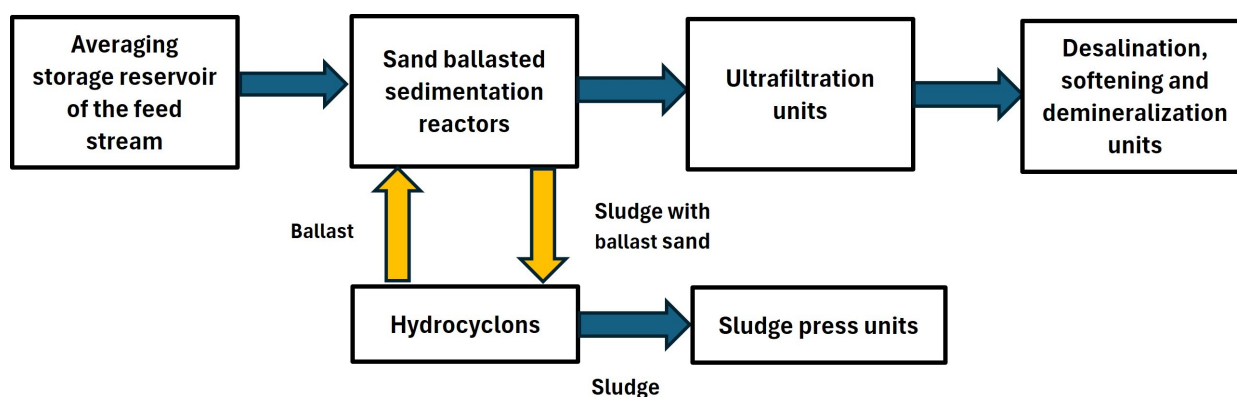 Averaging
storage reservoir
of the feed
stream
Sand ballasted
sedimentation
reactors
Ultrafiltration
units
Desalination,
softening and
demineralization
units
Ballast
Sludge with
ballast sand
Hydrocyclons
Sludge press units
Sludge